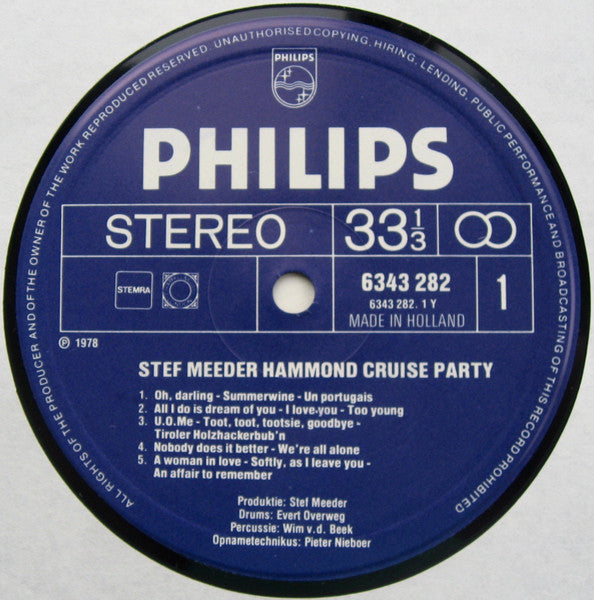 ALL RIGHTS OF THE PRODUCER AND OF THE OWNER OF THE WORK REPRODUCED RESERVED. UNAUTHORISED COPYING, HIRING, LENDING, PUBLIC PERFORMANCE AND BROADCASTING OF THIS RECORD PROHIBITED
PHILIPS
PHILIPS
STEREO 33⅓
STEMRA
6343 282
6343 282. 1 Y
MADE IN HOLLAND
1
℗ 1978
STEF MEEDER HAMMOND CRUISE PARTY
1. Oh, darling - Summerwine - Un portugais
2. All I do is dream of you - I love you - Too young
3. U.O.Me - Toot, toot, tootsie, goodbye -
Tiroler Holzhackerbub'n
4. Nobody does it better - We're all alone
5. A woman in love - Softly, as I leave you -
An affair to remember
Produktie: Stef Meeder
Drums: Evert Overweg
Percussie: Wim v.d. Beek
Opnametechnikus: Pieter Nieboer